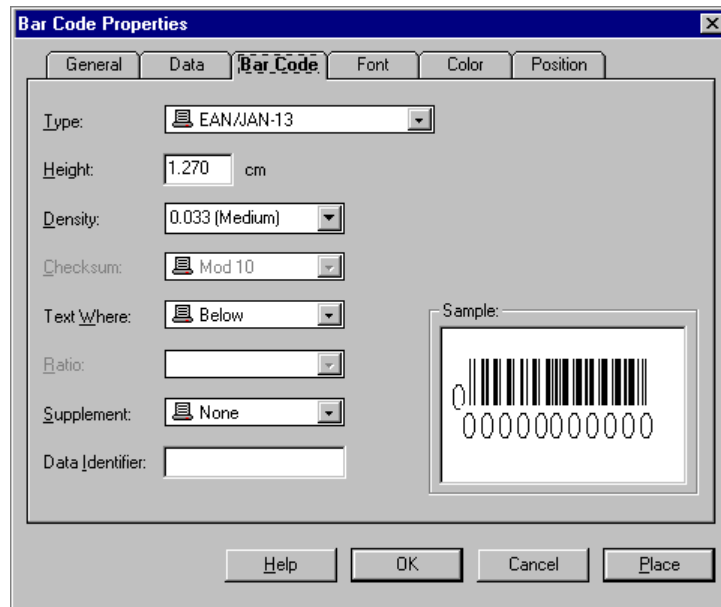 Bar Code Properties
General Data Bar Code Font Color Position
Type: EAN/JAN-13
Height: 1.270 cm
Density: 0.033 (Medium)
Checksum: Mod 10
Text Where: Below
Ratio:
Supplement: None
Data Identifier:
Sample:
0
00000000000
Help OK Cancel Place